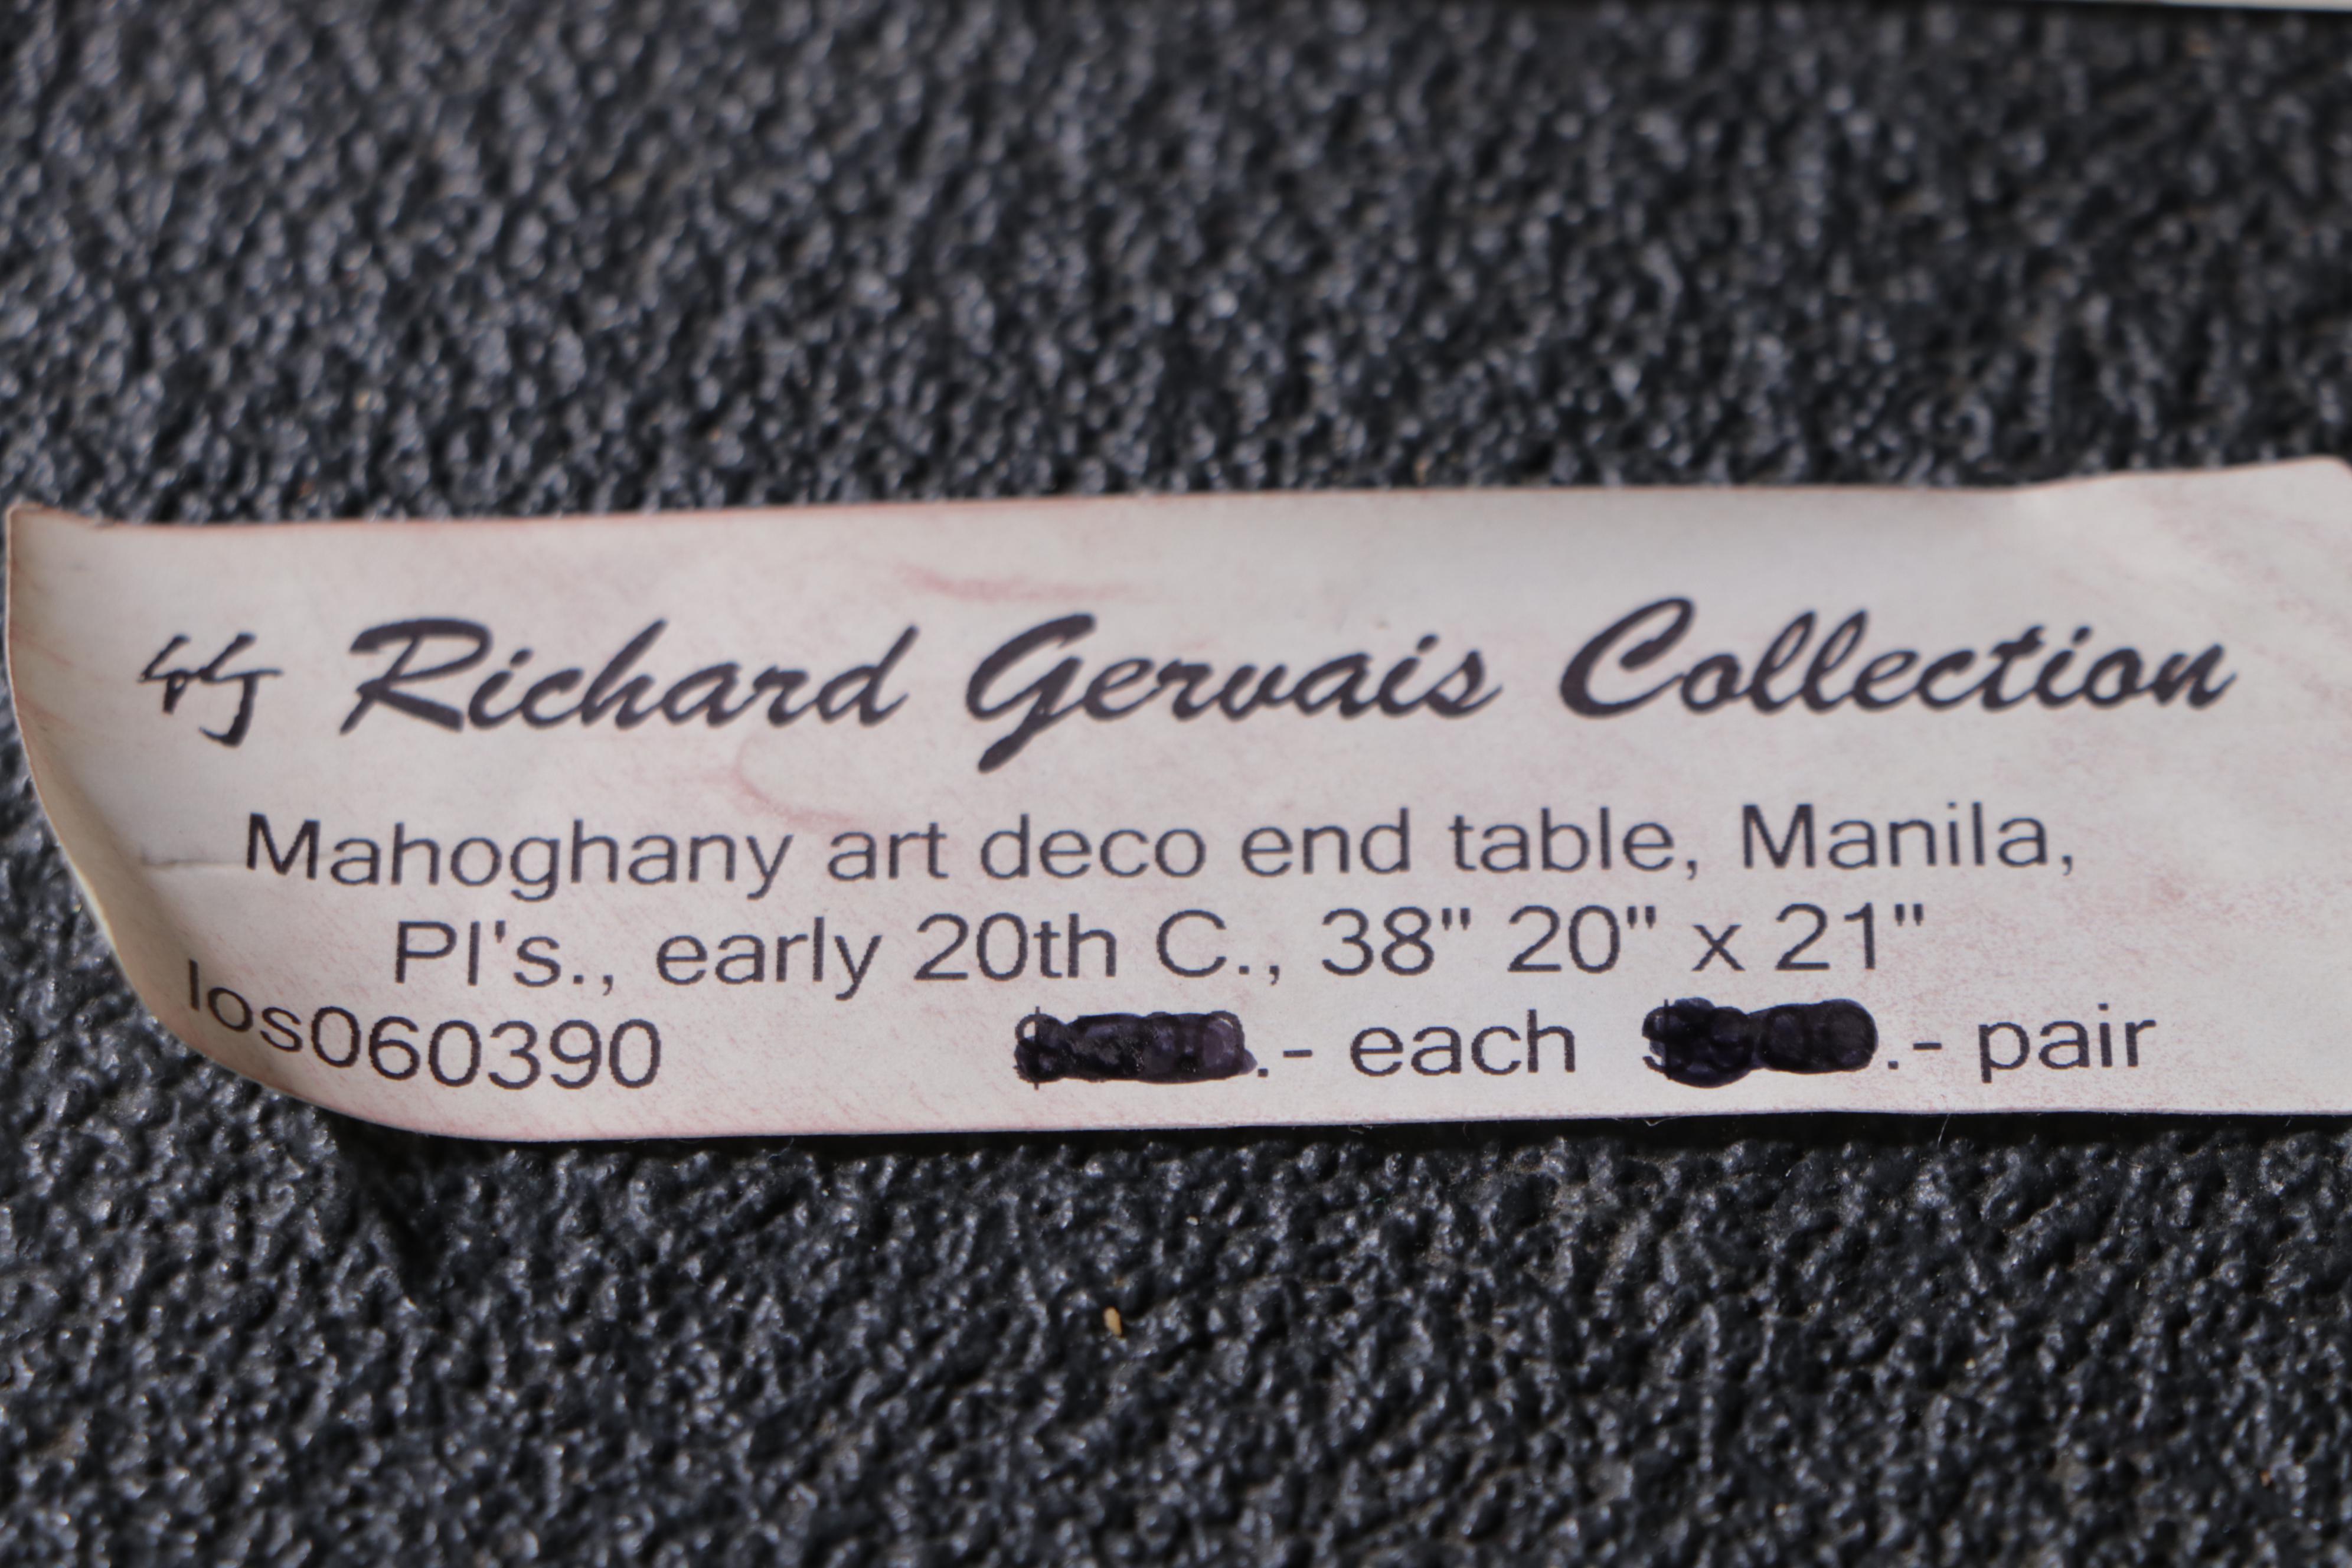 Richard Gervais Collection
Mahoghany art deco end table, Manila,
PI's., early 20th C., 38" 20" x 21"
los060390 .- each .- pair